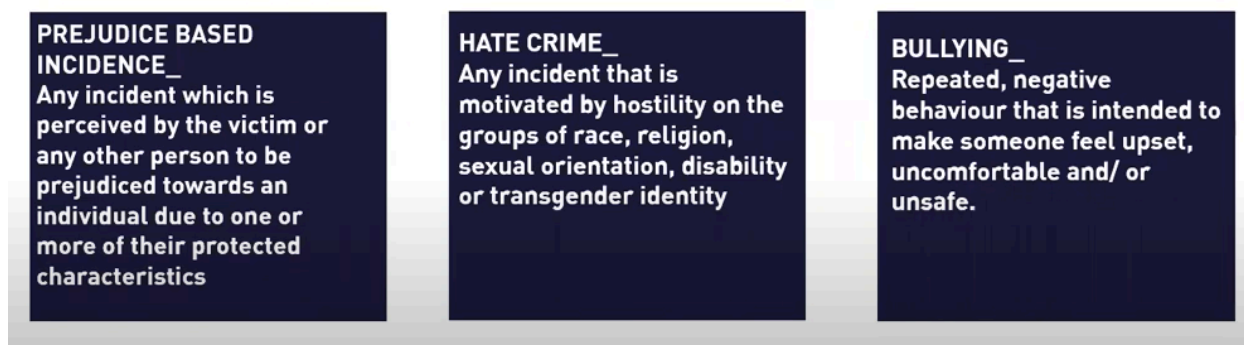 PREJUDICE BASED
INCIDENCE_
Any incident which is
perceived by the victim or
any other person to be
prejudiced towards an
individual due to one or
more of their protected
characteristics
HATE CRIME_
Any incident that is
motivated by hostility on the
groups of race, religion,
sexual orientation, disability
or transgender identity
BULLYING_
Repeated, negative
behaviour that is intended to
make someone feel upset,
uncomfortable and/ or
unsafe.